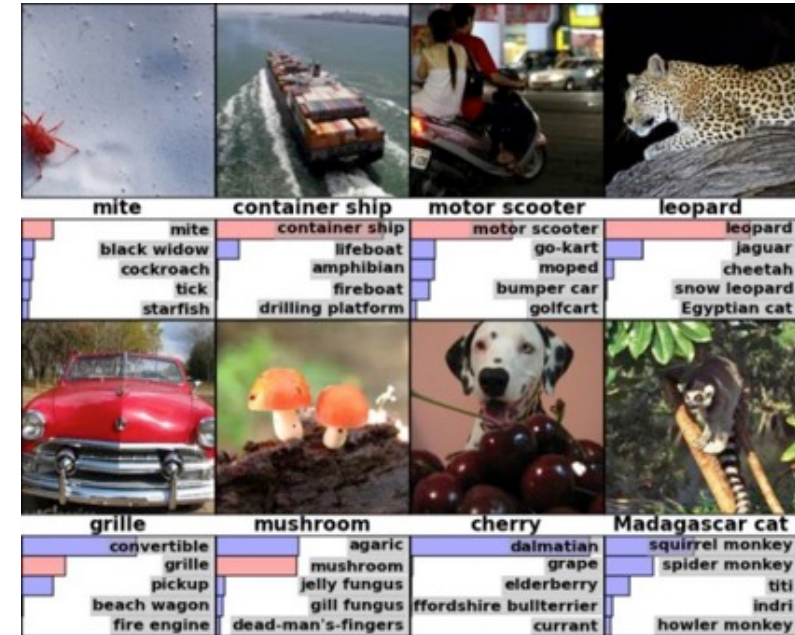 mite
container ship
motor scooter
leopard
mite
black widow
cockroach
tick
starfish
container ship
lifeboat
amphibian
fireboat
drilling platform
motor scooter
go-kart
moped
bumper car
golfcart
leopard
jaguar
cheetah
snow leopard
Egyptian cat
grille
mushroom
cherry
Madagascar cat
convertible
grille
pickup
beach wagon
fire engine
agaric
mushroom
jelly fungus
gill fungus
dead-man's-fingers
dalmatian
grape
elderberry
ffordshire bullterrier
currant
squirrel monkey
spider monkey
titi
indri
howler monkey